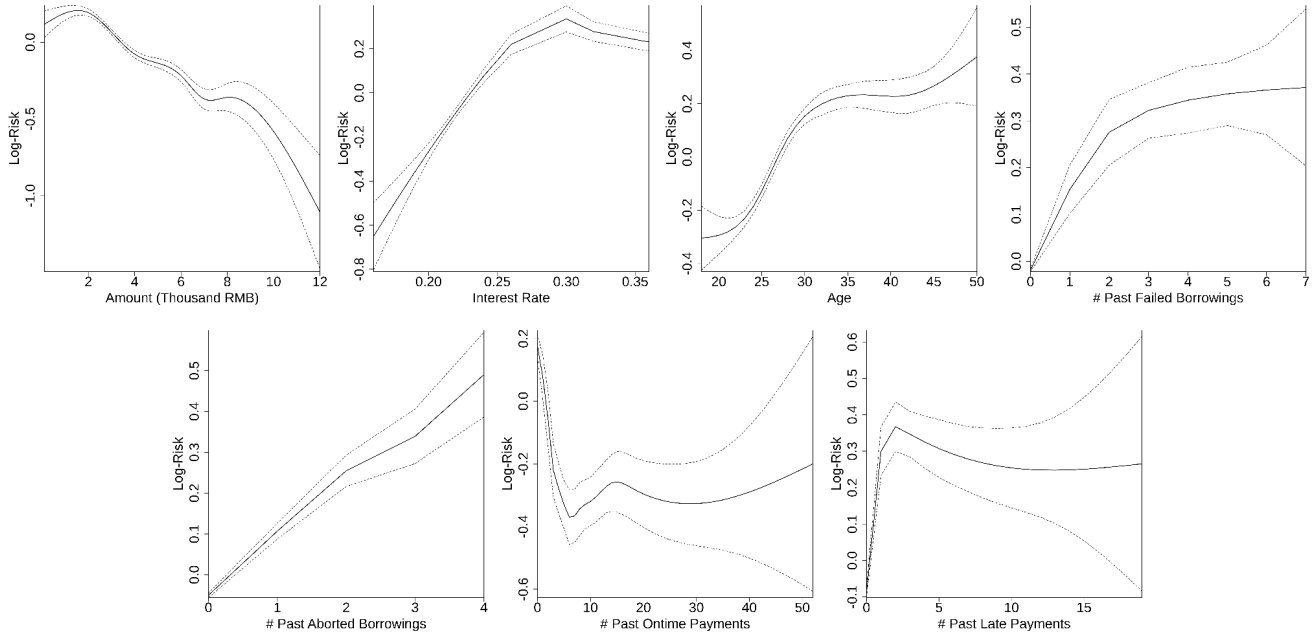 Log-Risk
0.0
-0.5
-1.0
2 4 6 8 10 12
Amount (Thousand RMB)
Log-Risk
0.2
0.0
-0.2
-0.4
-0.6
-0.8
0.20 0.25 0.30 0.35
Interest Rate
Log-Risk
0.4
0.2
0.0
-0.2
-0.4
20 25 30 35 40 45 50
Age
Log-Risk
0.5
0.4
0.3
0.2
0.1
0.0
0 1 2 3 4 5 6 7
# Past Failed Borrowings
Log-Risk
0.5
0.4
0.3
0.2
0.1
0.0
0 1 2 3 4
# Past Aborted Borrowings
Log-Risk
0.2
0.0
-0.2
-0.4
-0.6
0 10 20 30 40 50
# Past Ontime Payments
Log-Risk
0.6
0.5
0.4
0.3
0.2
0.1
0.0
-0.1
0 5 10 15
# Past Late Payments